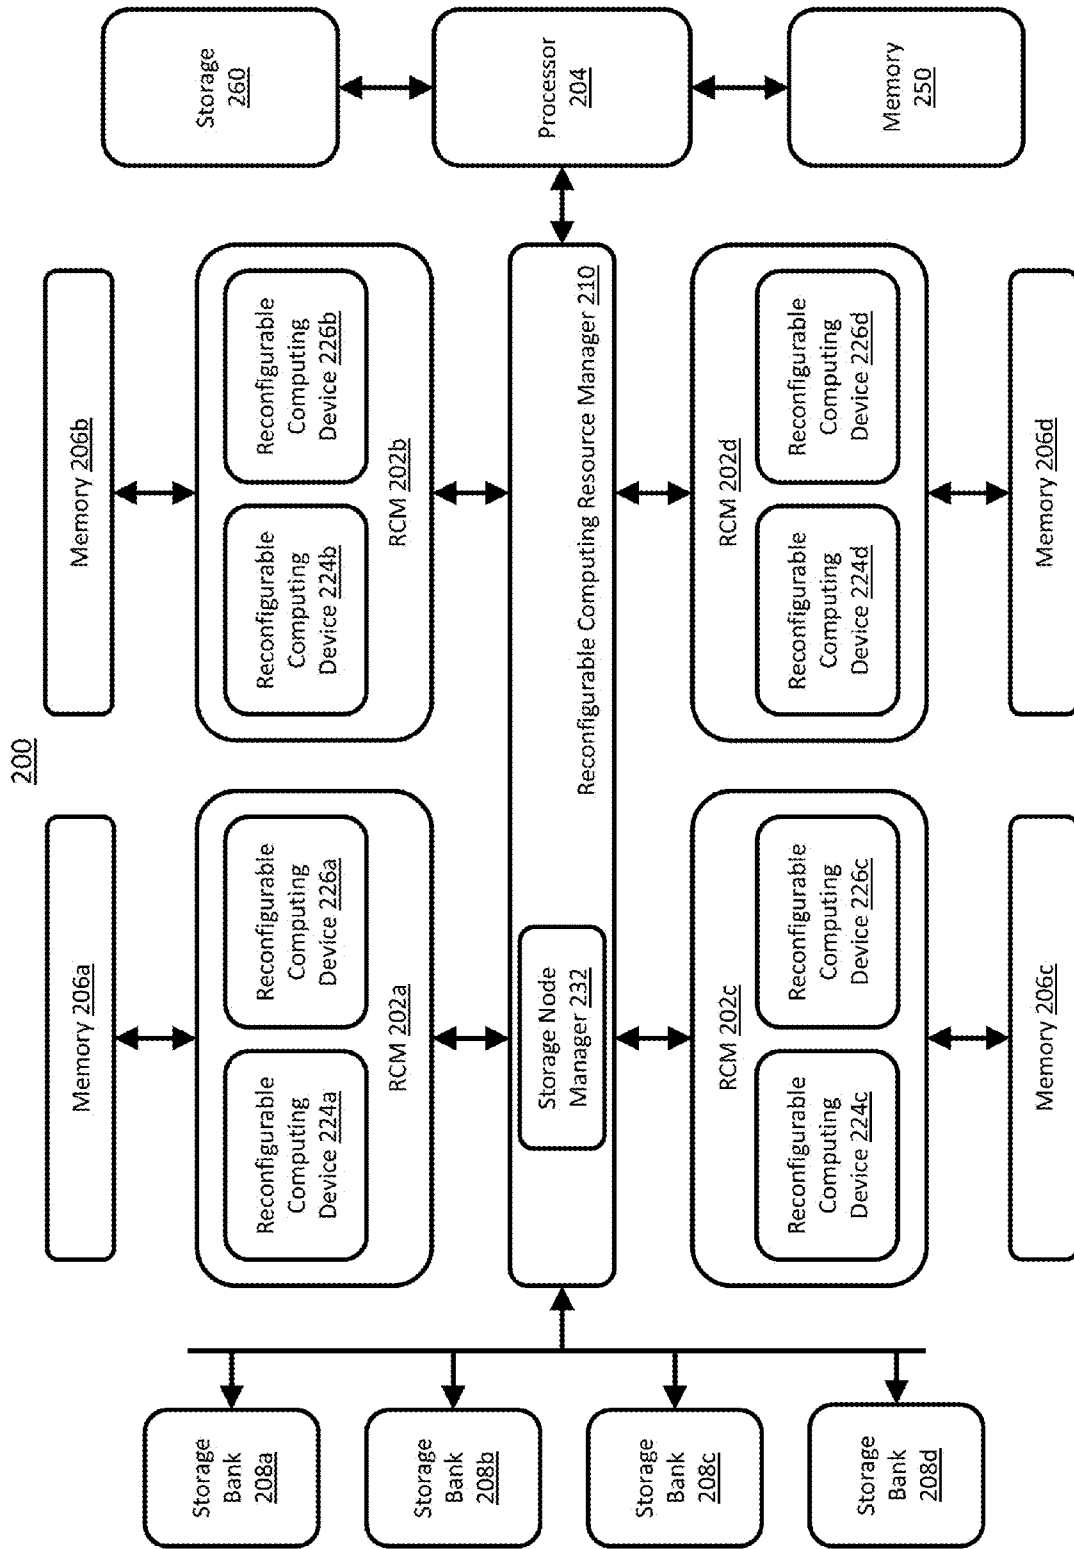 200
Memory 206a
Memory 206b
Reconfigurable
Computing
Device 224a
Reconfigurable
Computing
Device 226a
RCM 202a
Reconfigurable
Computing
Device 224b
Reconfigurable
Computing
Device 226b
RCM 202b
Storage
260
Storage
Bank
208a
Storage
Bank
208b
Storage
Bank
208c
Storage
Bank
208d
Storage Node
Manager 232
Reconfigurable Computing Resource Manager 210
Processor
204
RCM 202c
Reconfigurable
Computing
Device 224c
Reconfigurable
Computing
Device 226c
RCM 202d
Reconfigurable
Computing
Device 224d
Reconfigurable
Computing
Device 226d
Memory
250
Memory 206c
Memory 206d